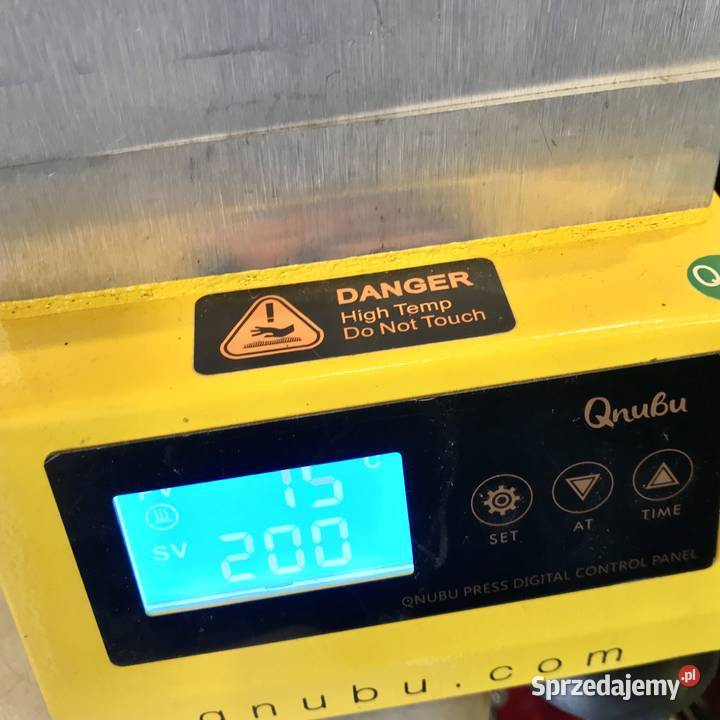 DANGER
High Temp
Do Not Touch
Q
Qnubu
PV 15 °C
SV 200
SET
AT
TIME
QNUBU PRESS DIGITAL CONTROL PANEL
qnubu.com
Sprzedajemy.pl